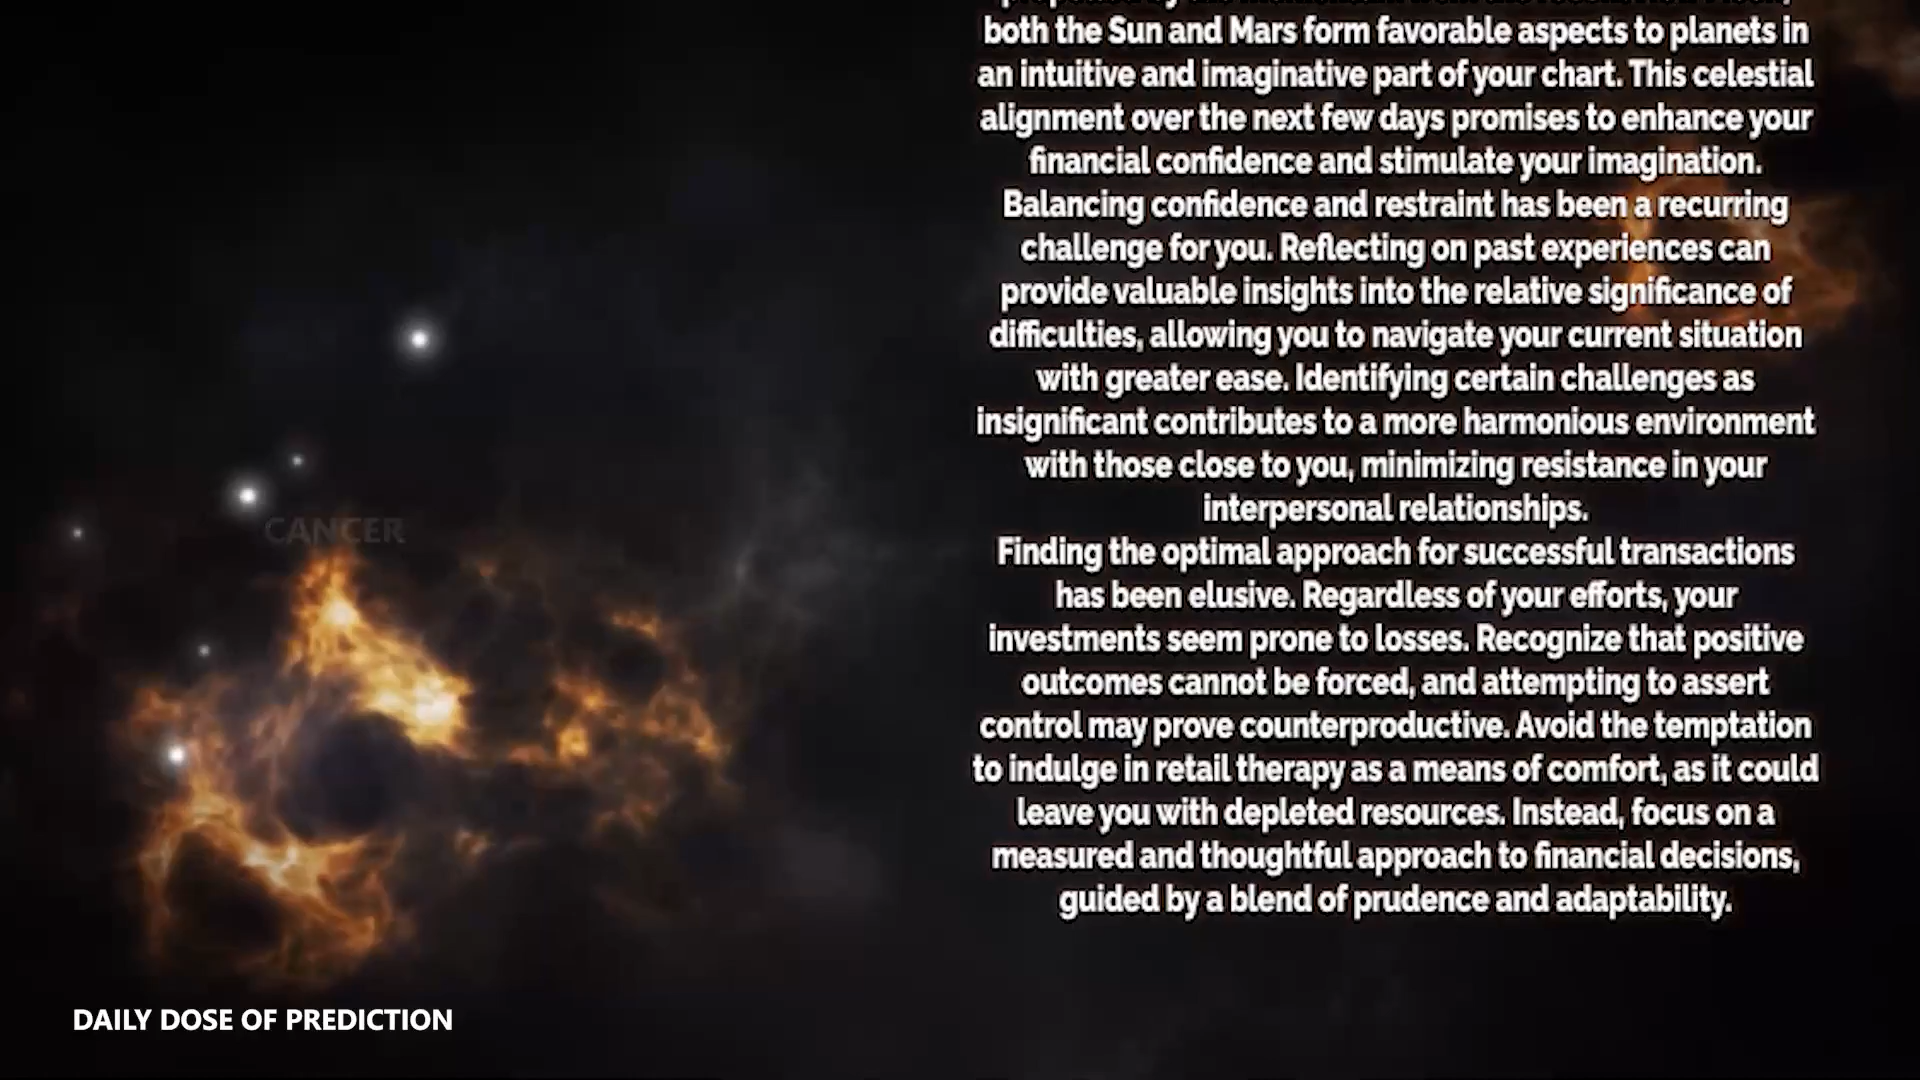 both the Sun and Mars form favorable aspects to planets in
an intuitive and imaginative part of your chart. This celestial
alignment over the next few days promises to enhance your
financial confidence and stimulate your imagination.
Balancing confidence and restraint has been a recurring
challenge for you. Reflecting on past experiences can
provide valuable insights into the relative significance of
difficulties, allowing you to navigate your current situation
with greater ease. Identifying certain challenges as
insignificant contributes to a more harmonious environment
with those close to you, minimizing resistance in your
interpersonal relationships.
Finding the optimal approach for successful transactions
has been elusive. Regardless of your efforts, your
investments seem prone to losses. Recognize that positive
outcomes cannot be forced, and attempting to assert
control may prove counterproductive. Avoid the temptation
to indulge in retail therapy as a means of comfort, as it could
leave you with depleted resources. Instead, focus on a
measured and thoughtful approach to financial decisions,
guided by a blend of prudence and adaptability.
CANCER
DAILY DOSE OF PREDICTION